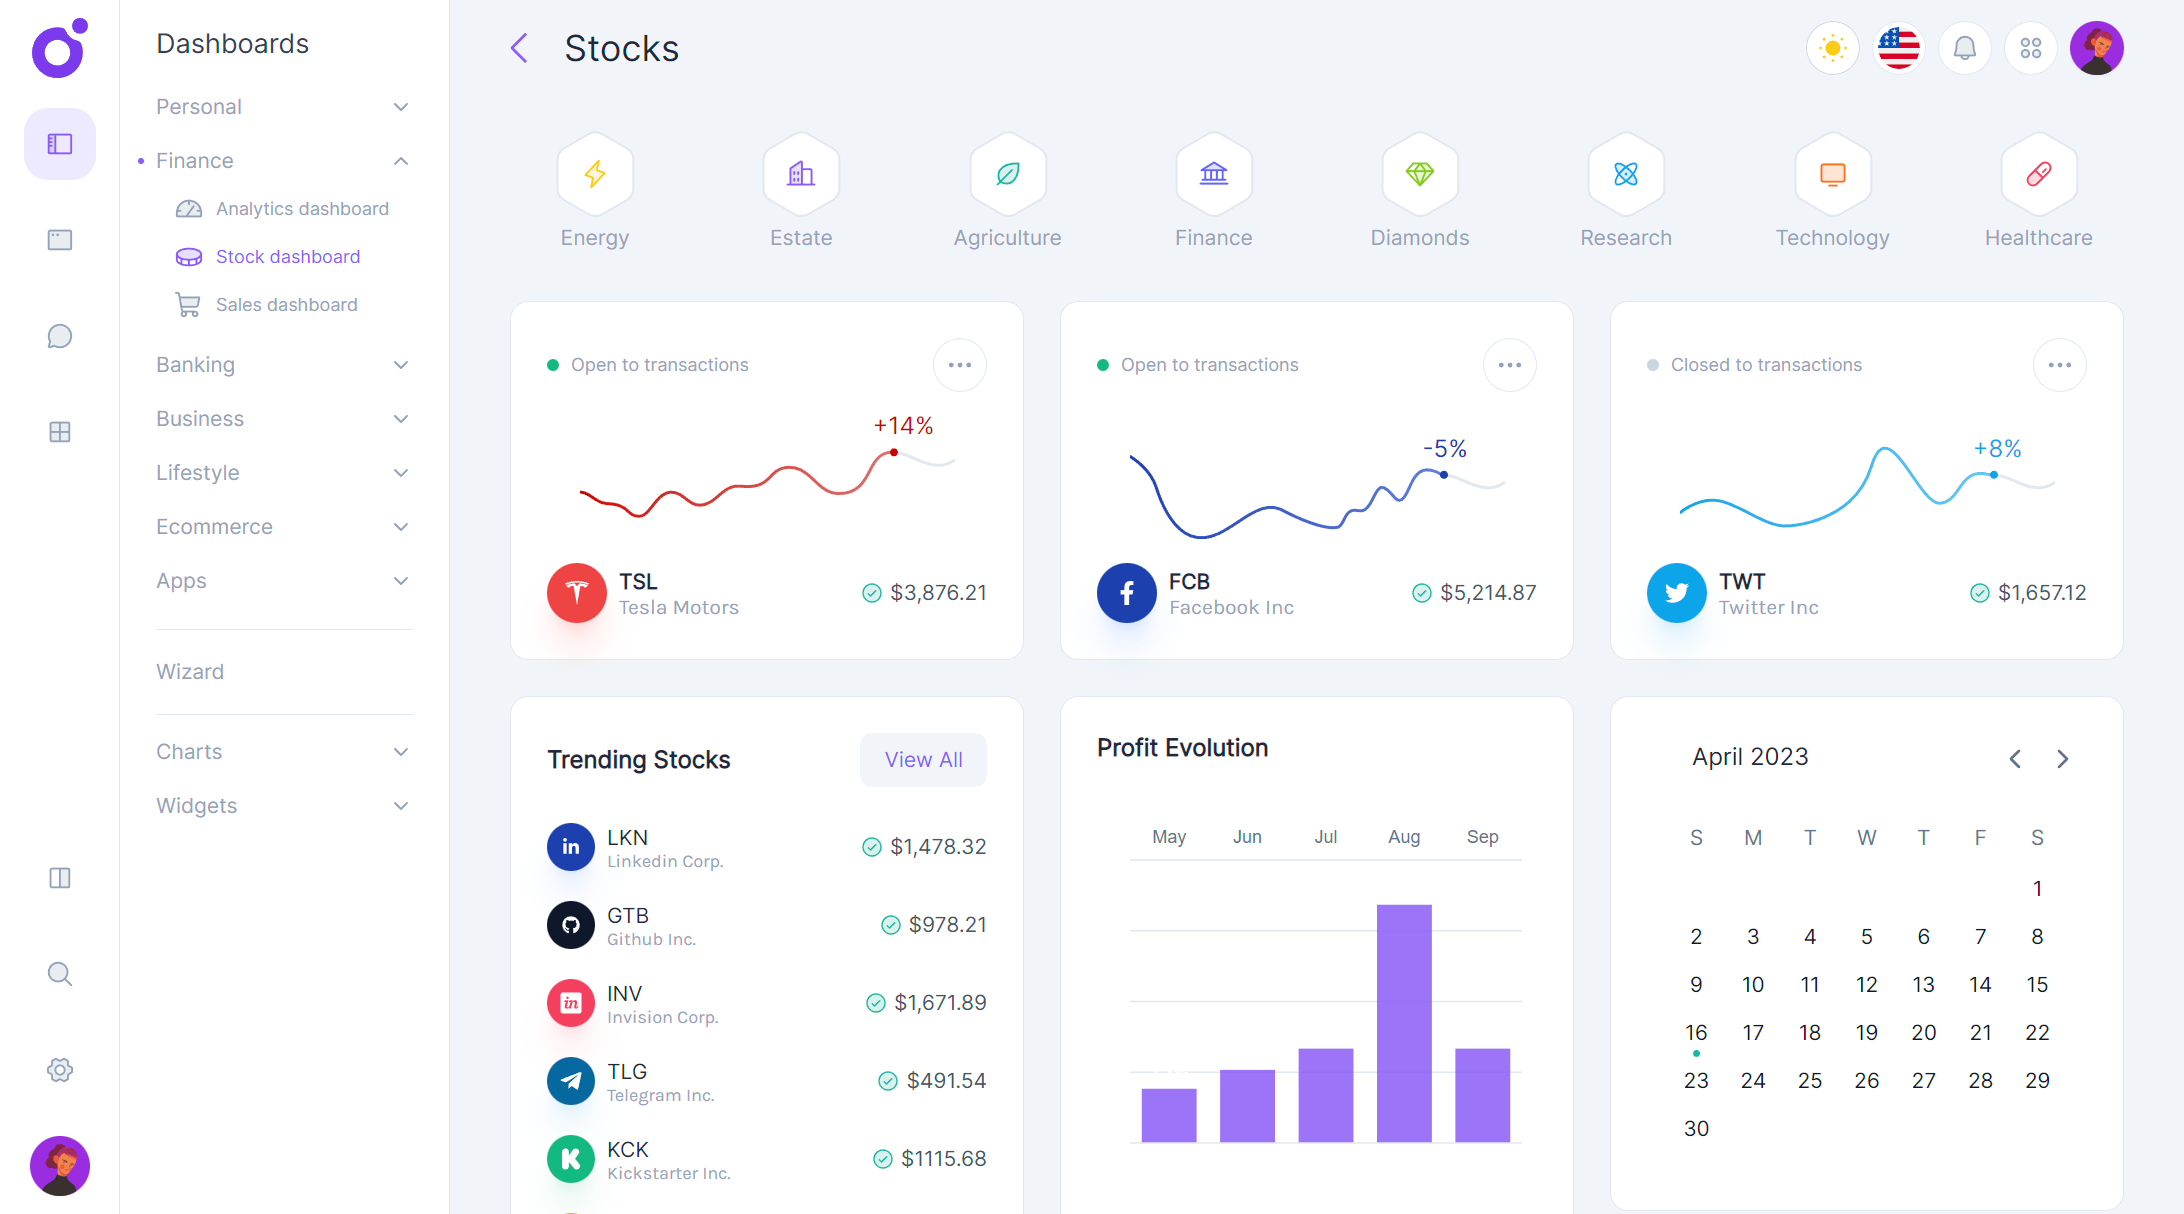 Dashboards
Personal
Finance
Analytics dashboard
Stock dashboard
Sales dashboard
Banking
Business
Lifestyle
Ecommerce
Apps
Wizard
Charts
Widgets
Stocks
Energy
Estate
Agriculture
Finance
Diamonds
Research
Technology
Healthcare
Open to transactions
+14%
TSL
Tesla Motors
$3,876.21
Open to transactions
-5%
FCB
Facebook Inc
$5,214.87
Closed to transactions
+8%
TWT
Twitter Inc
$1,657.12
Trending Stocks
View All
LKN
Linkedin Corp.
$1,478.32
GTB
Github Inc.
$978.21
INV
Invision Corp.
$1,671.89
TLG
Telegram Inc.
$491.54
KCK
Kickstarter Inc.
$1115.68
Profit Evolution
May Jun Jul Aug Sep
April 2023
S M T W T F S
1
2 3 4 5 6 7 8
9 10 11 12 13 14 15
16 17 18 19 20 21 22
23 24 25 26 27 28 29
30